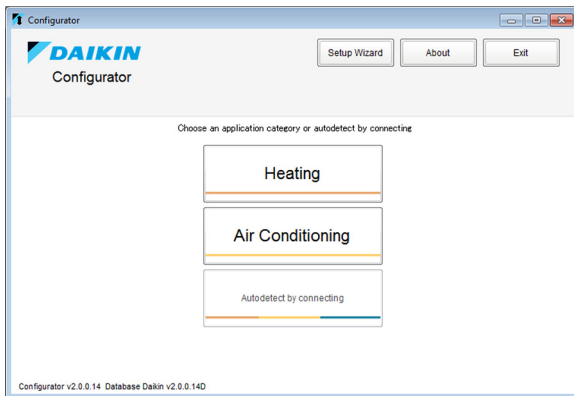 Configurator
DAIKIN
Configurator
Setup Wizard
About
Exit
Choose an application category or autodetect by connecting
Heating
Air Conditioning
Autodetect by connecting
Configurator v2.0.0.14 Database Daikin v2.0.0.14D